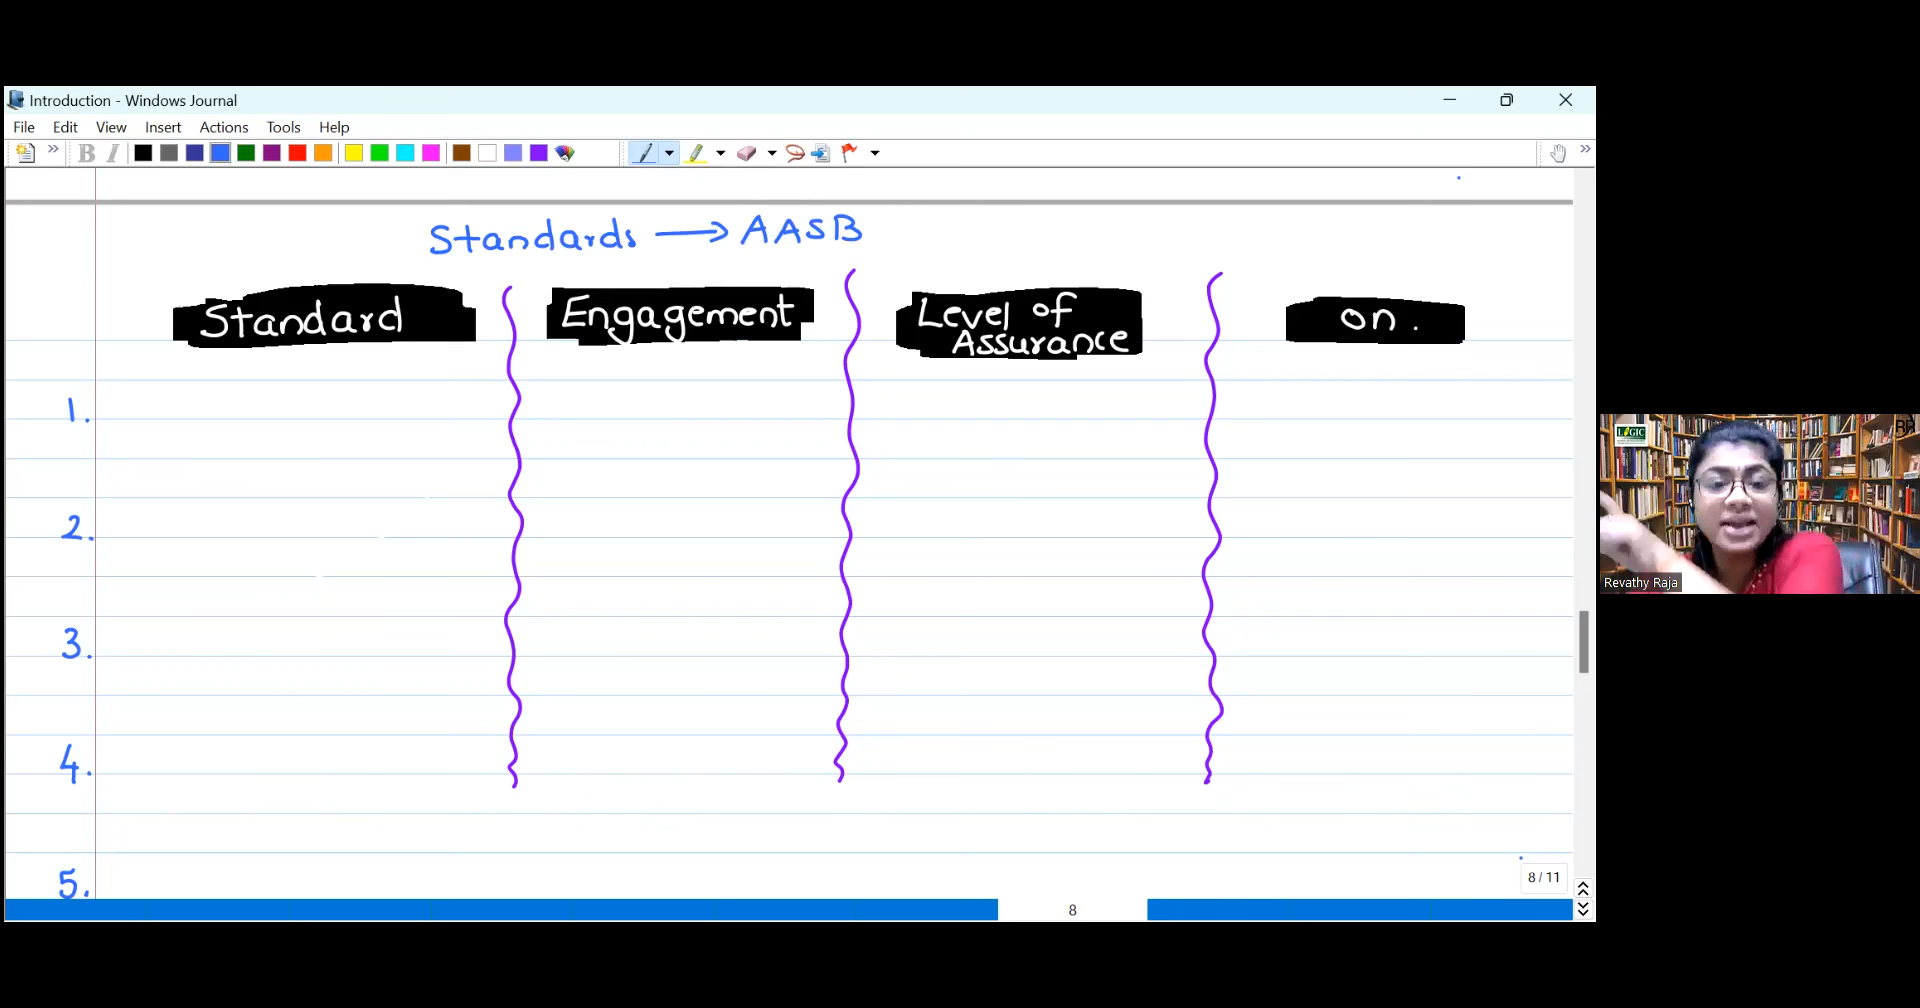 Introduction - Windows Journal
File Edit View Insert Actions Tools Help
B I
Standards → AASB
Standard Engagement Level of Assurance on.
1.
2.
3.
4.
5.
8 / 11
8
LOGIC
Revathy Raja